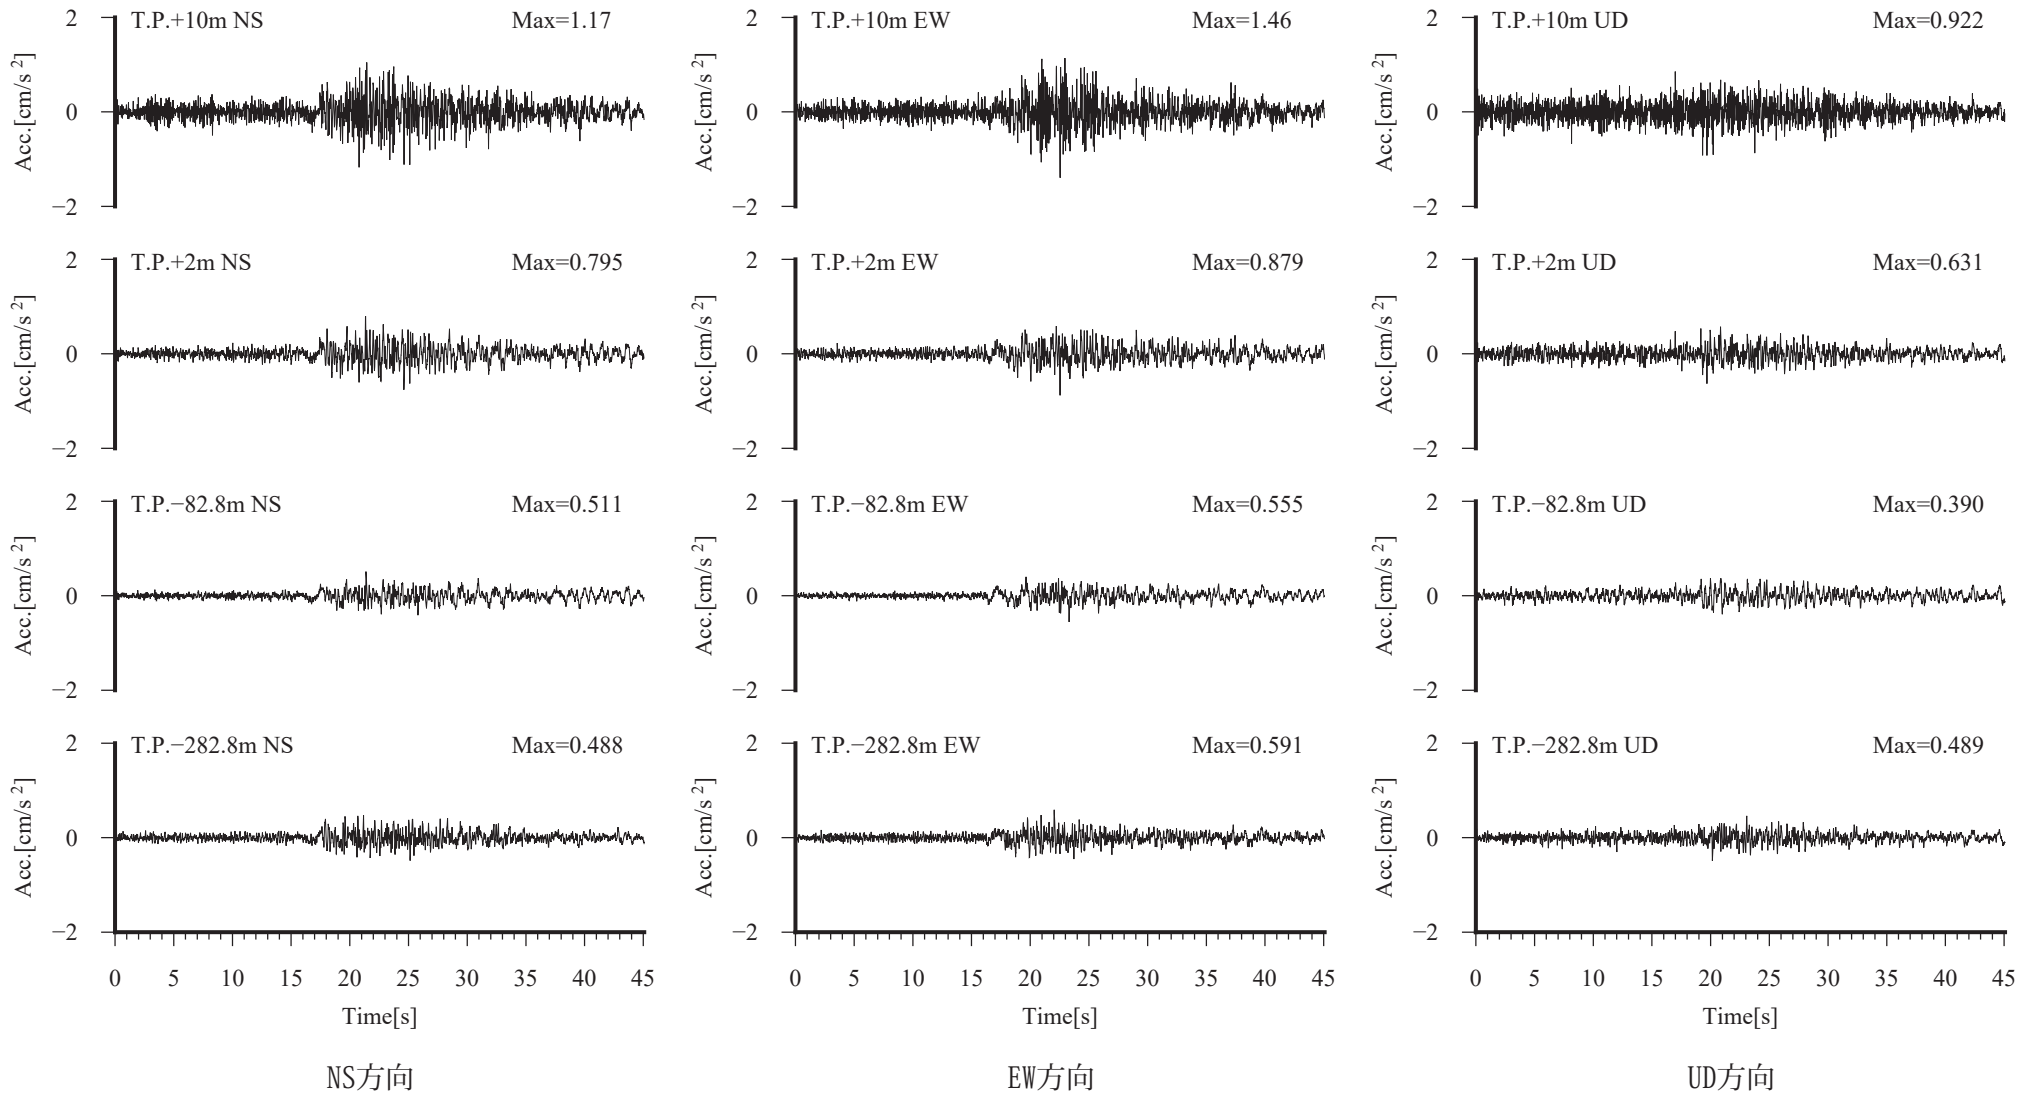 T.P.+10m NS Max=1.17
2
0
−2
Acc.[cm/s²]
T.P.+2m NS Max=0.795
2
0
−2
Acc.[cm/s²]
T.P.−82.8m NS Max=0.511
2
0
−2
Acc.[cm/s²]
T.P.−282.8m NS Max=0.488
2
0
−2
Acc.[cm/s²]
0 5 10 15 20 25 30 35 40 45
Time[s]
NS方向
T.P.+10m EW Max=1.46
2
0
−2
Acc.[cm/s²]
T.P.+2m EW Max=0.879
2
0
−2
Acc.[cm/s²]
T.P.−82.8m EW Max=0.555
2
0
−2
Acc.[cm/s²]
T.P.−282.8m EW Max=0.591
2
0
−2
Acc.[cm/s²]
0 5 10 15 20 25 30 35 40 45
Time[s]
EW方向
T.P.+10m UD Max=0.922
2
0
−2
Acc.[cm/s²]
T.P.+2m UD Max=0.631
2
0
−2
Acc.[cm/s²]
T.P.−82.8m UD Max=0.390
2
0
−2
Acc.[cm/s²]
T.P.−282.8m UD Max=0.489
2
0
−2
Acc.[cm/s²]
0 5 10 15 20 25 30 35 40 45
Time[s]
UD方向